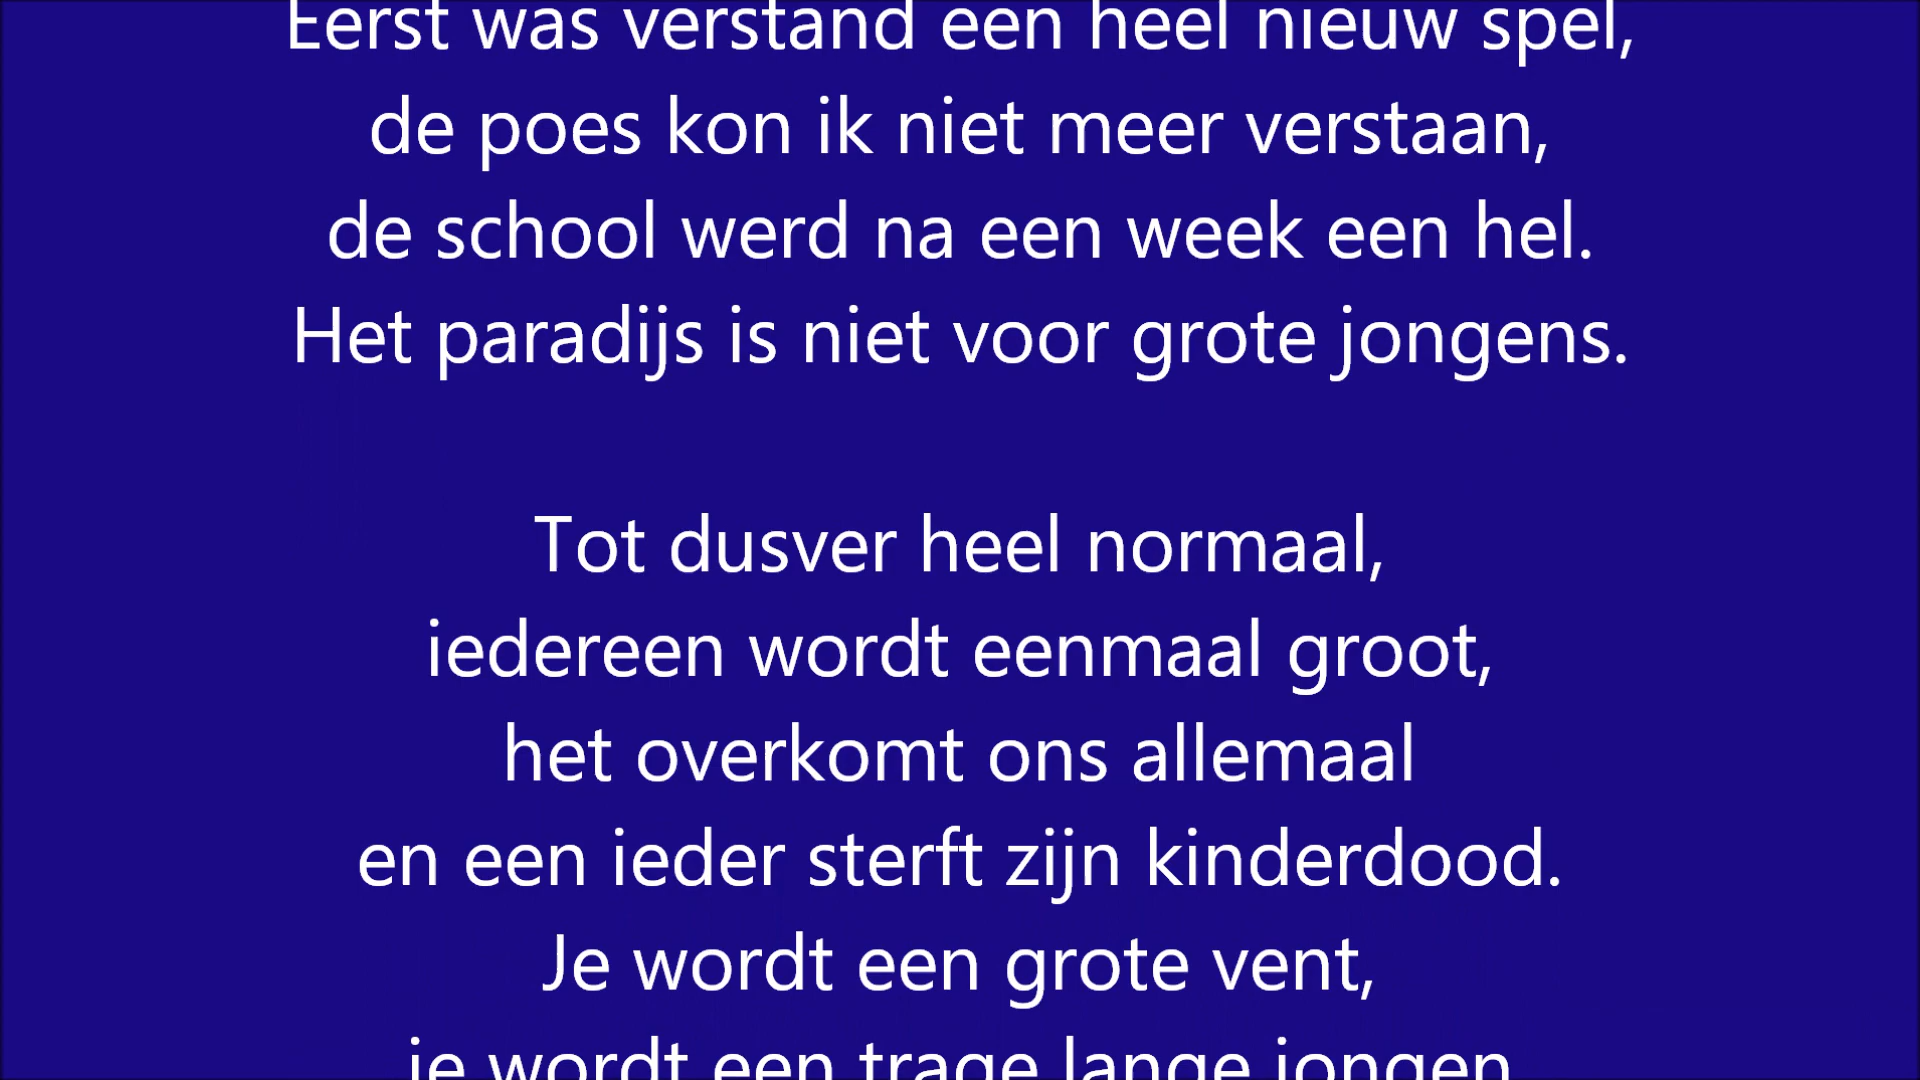 Eerst was verstand een heel nieuw spel,
de poes kon ik niet meer verstaan,
de school werd na een week een hel.
Het paradijs is niet voor grote jongens.
Tot dusver heel normaal,
iedereen wordt eenmaal groot,
het overkomt ons allemaal
en een ieder sterft zijn kinderdood.
Je wordt een grote vent,
je wordt een trage lange jongen